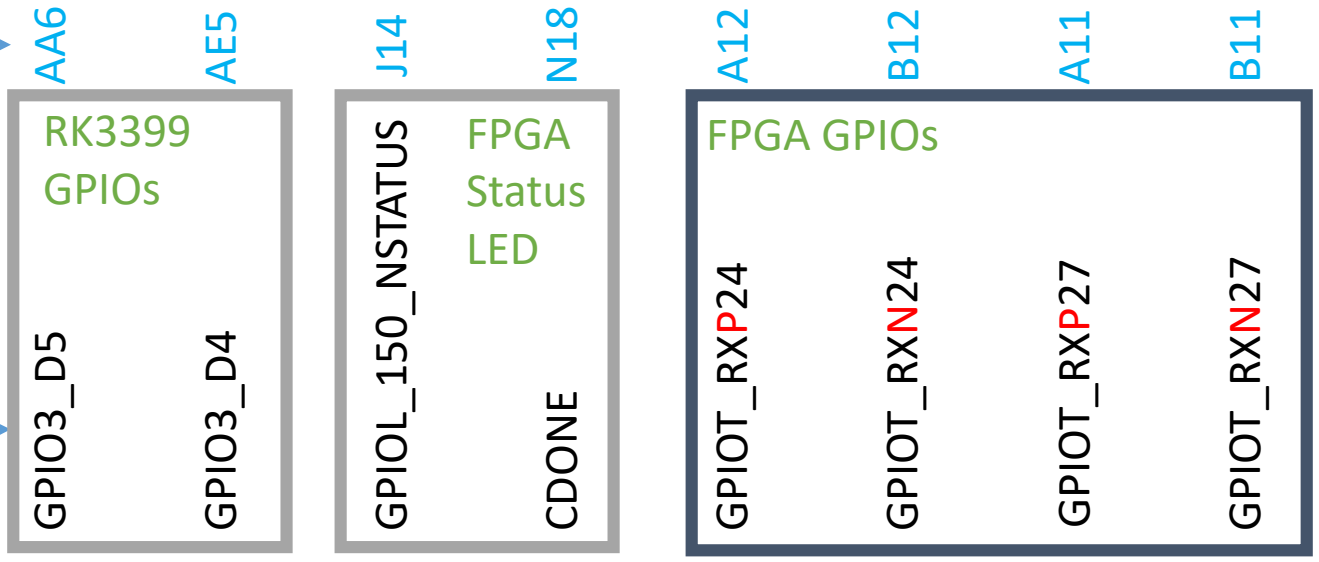 AA6
AE5
J14
N18
A12
B12
A11
B11
RK3399
GPIOs
GPIO3_D5
GPIO3_D4
GPIOL_150_NSTATUS
FPGA
Status
LED
CDONE
FPGA GPIOs
GPIOT_RXP24
GPIOT_RXN24
GPIOT_RXP27
GPIOT_RXN27